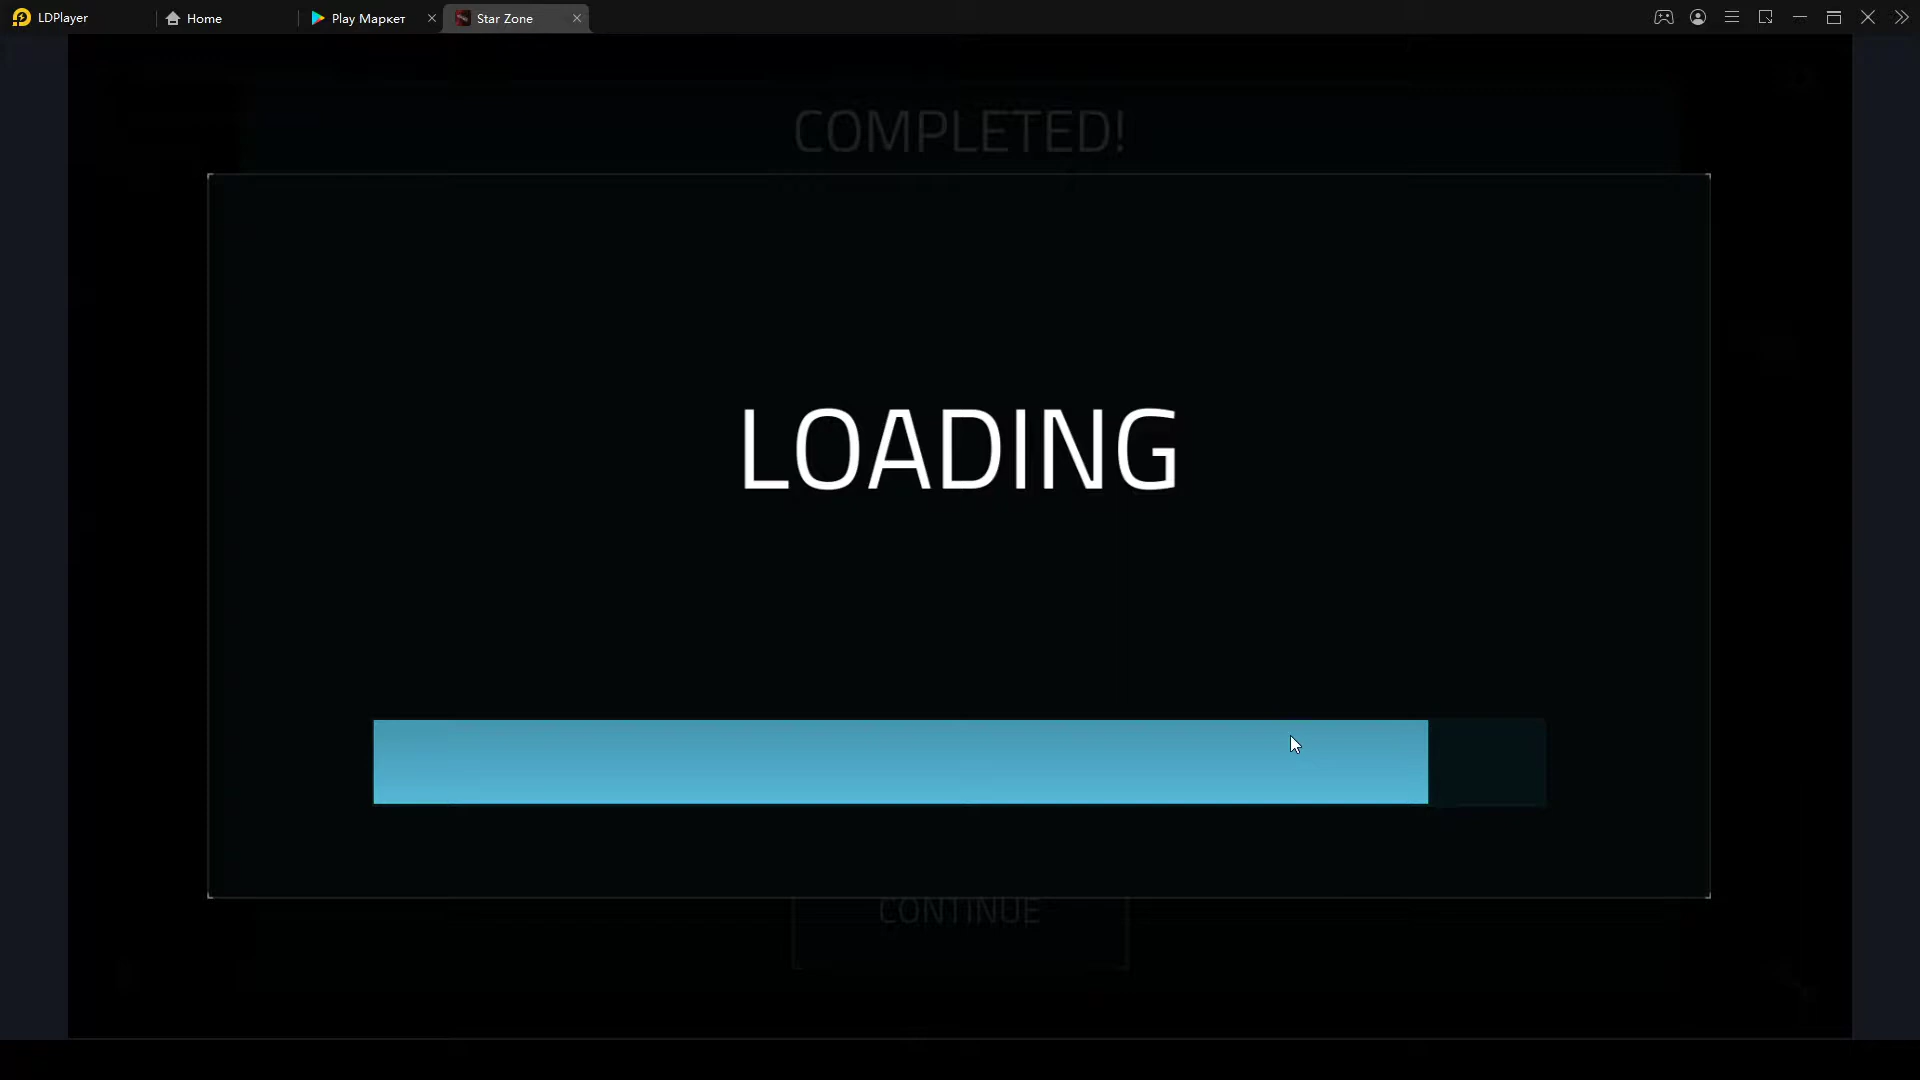 LDPlayer
Home
Play Маркет
Star Zone
COMPLETED!
LOADING
CONTINUE